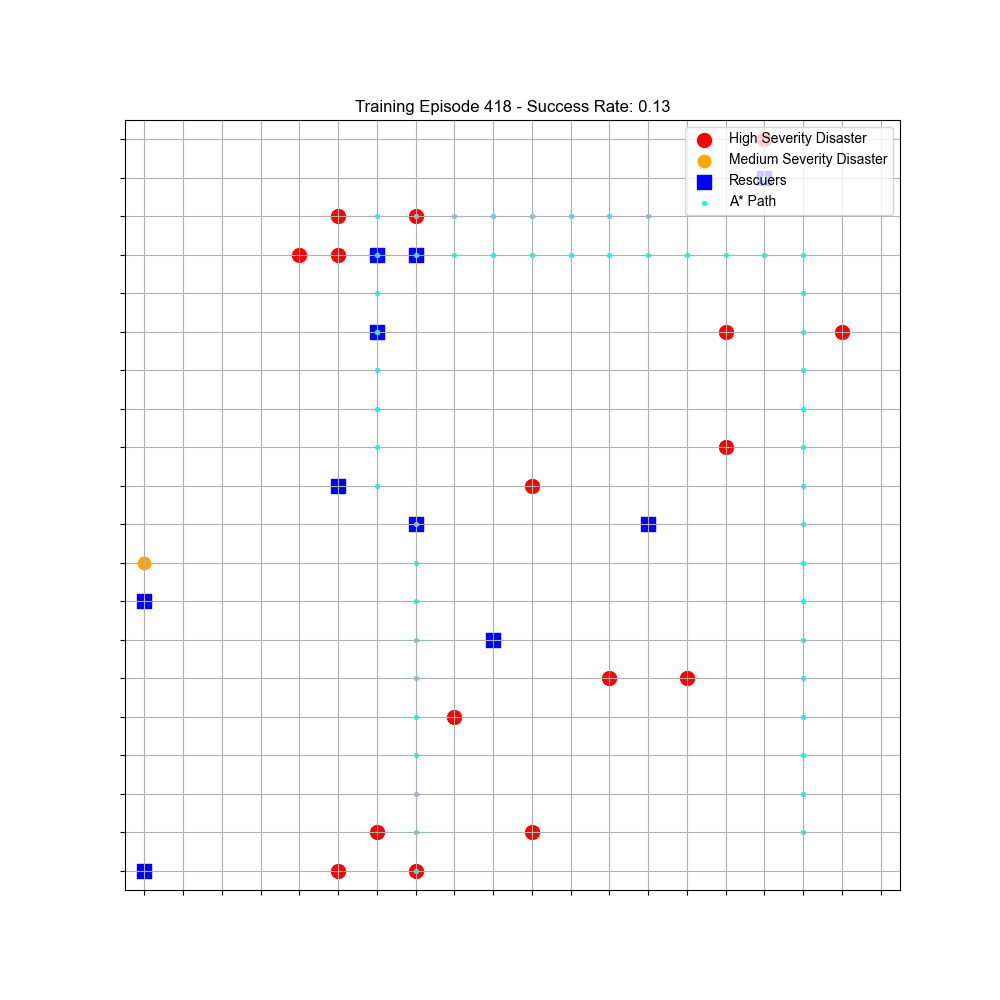 Training Episode 418 - Success Rate: 0.13
High Severity Disaster
Medium Severity Disaster
Rescuers
A* Path